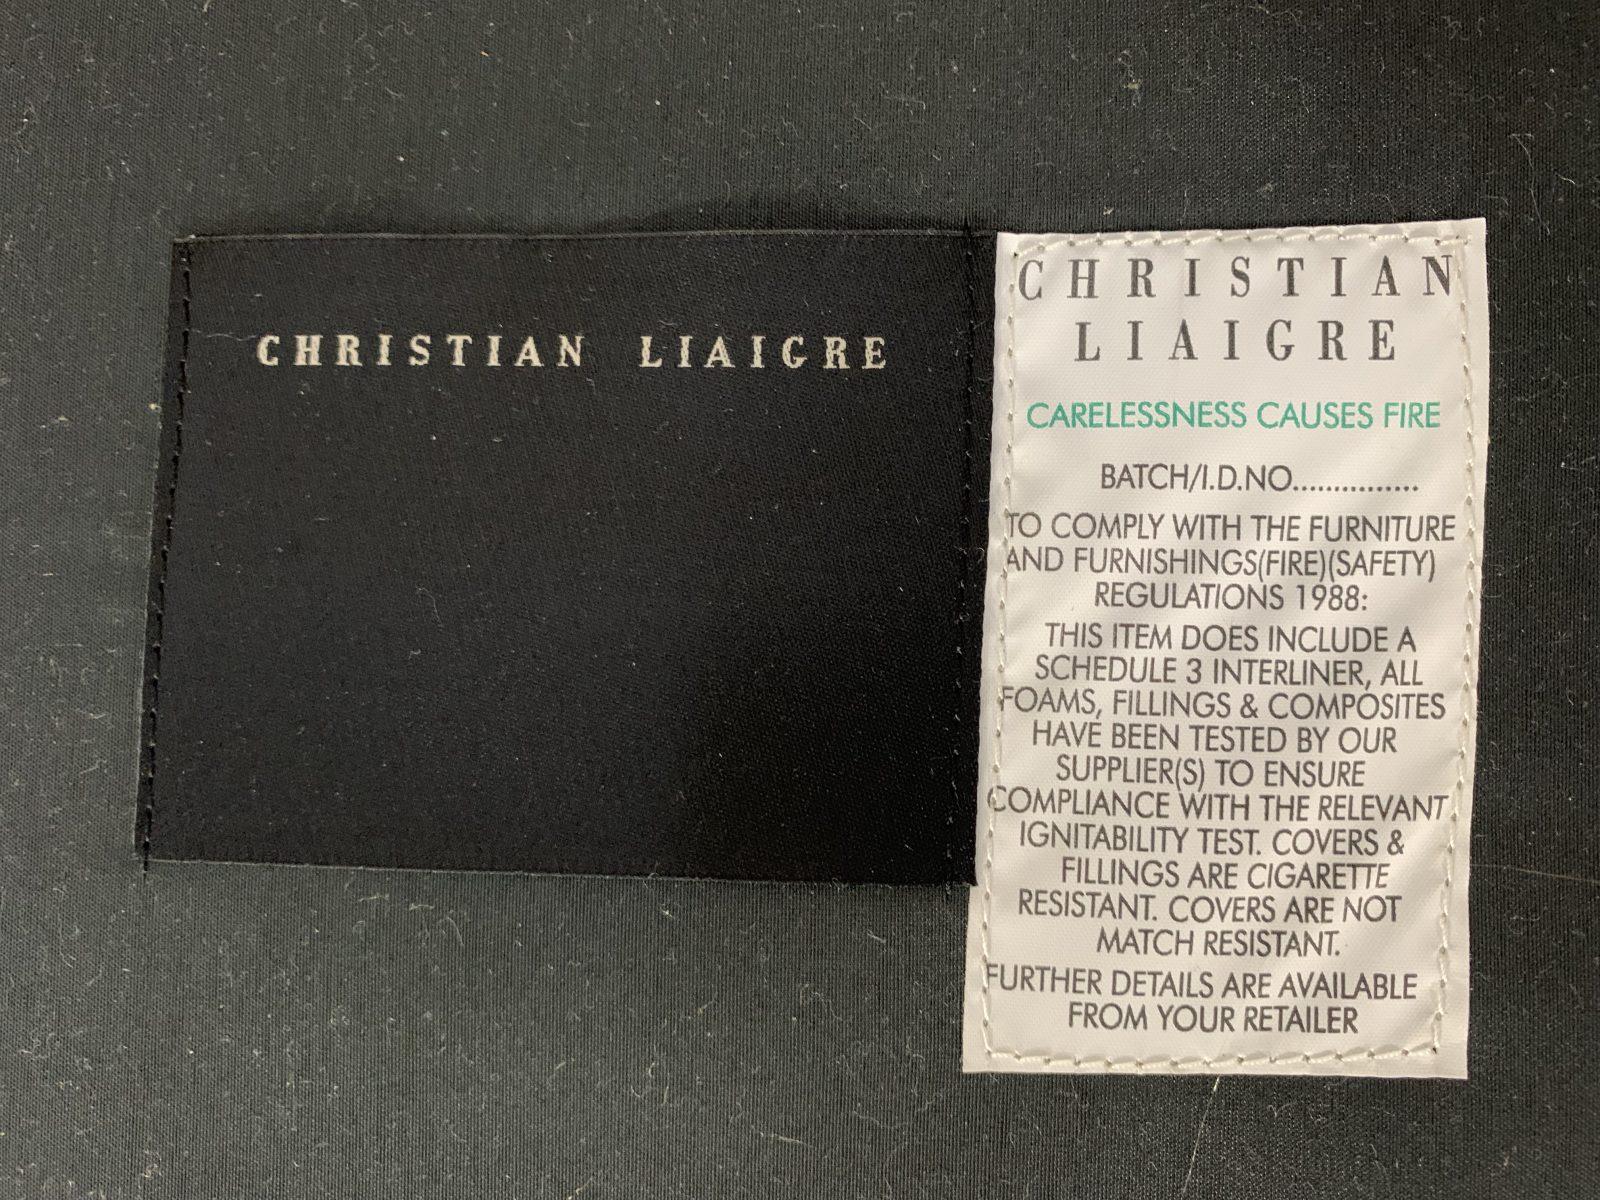 CHRISTIAN LIAIGRE
CHRISTIAN
LIAIGRE
CARELESSNESS CAUSES FIRE
BATCH/I.D.NO...............
TO COMPLY WITH THE FURNITURE
AND FURNISHINGS(FIRE)(SAFETY)
REGULATIONS 1988:
THIS ITEM DOES INCLUDE A
SCHEDULE 3 INTERLINER, ALL
FOAMS, FILLINGS & COMPOSITES
HAVE BEEN TESTED BY OUR
SUPPLIER(S) TO ENSURE
COMPLIANCE WITH THE RELEVANT
IGNITABILITY TEST. COVERS &
FILLINGS ARE CIGARETTE
RESISTANT. COVERS ARE NOT
MATCH RESISTANT.
FURTHER DETAILS ARE AVAILABLE
FROM YOUR RETAILER